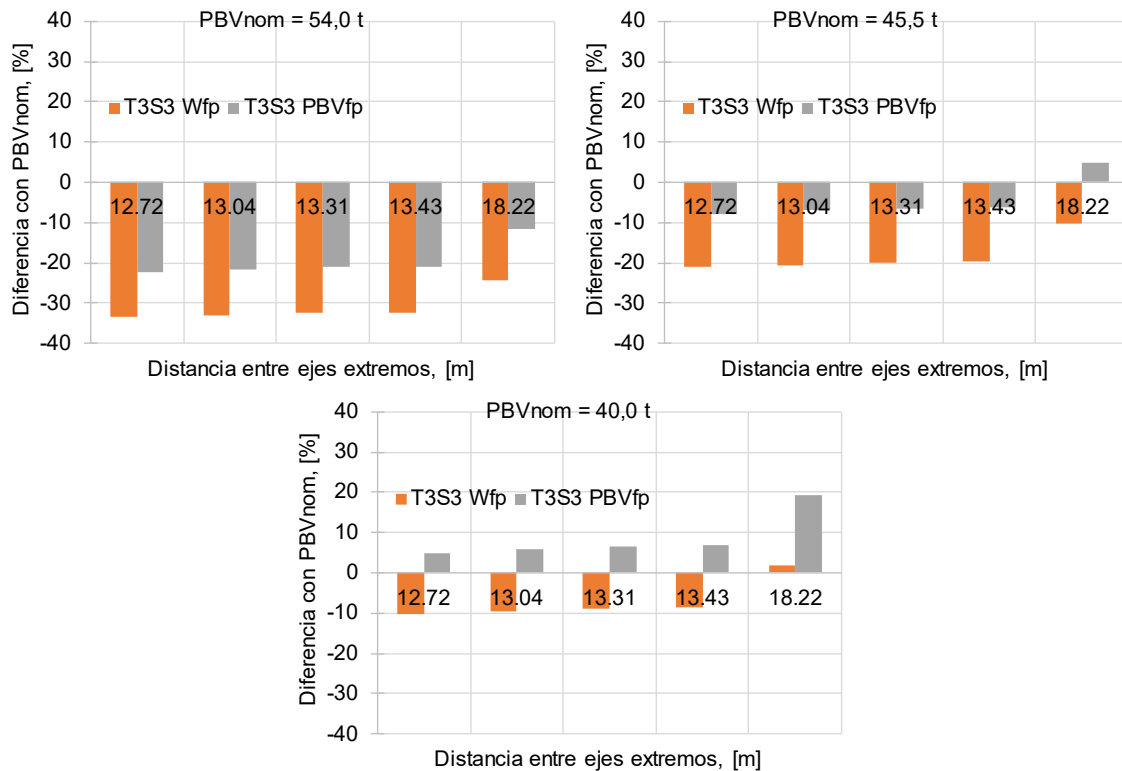 PBVnom = 54,0 t
Diferencia con PBVnom, [%]
40
30
20
10
0
-10
-20
-30
-40
T3S3 Wfp T3S3 PBVfp
12.72 13.04 13.31 13.43 18.22
Distancia entre ejes extremos, [m]
PBVnom = 45,5 t
Diferencia con PBVnom, [%]
40
30
20
10
0
-10
-20
-30
-40
T3S3 Wfp T3S3 PBVfp
12.72 13.04 13.31 13.43 18.22
Distancia entre ejes extremos, [m]
PBVnom = 40,0 t
Diferencia con PBVnom, [%]
40
30
20
10
0
-10
-20
-30
-40
T3S3 Wfp T3S3 PBVfp
12.72 13.04 13.31 13.43 18.22
Distancia entre ejes extremos, [m]